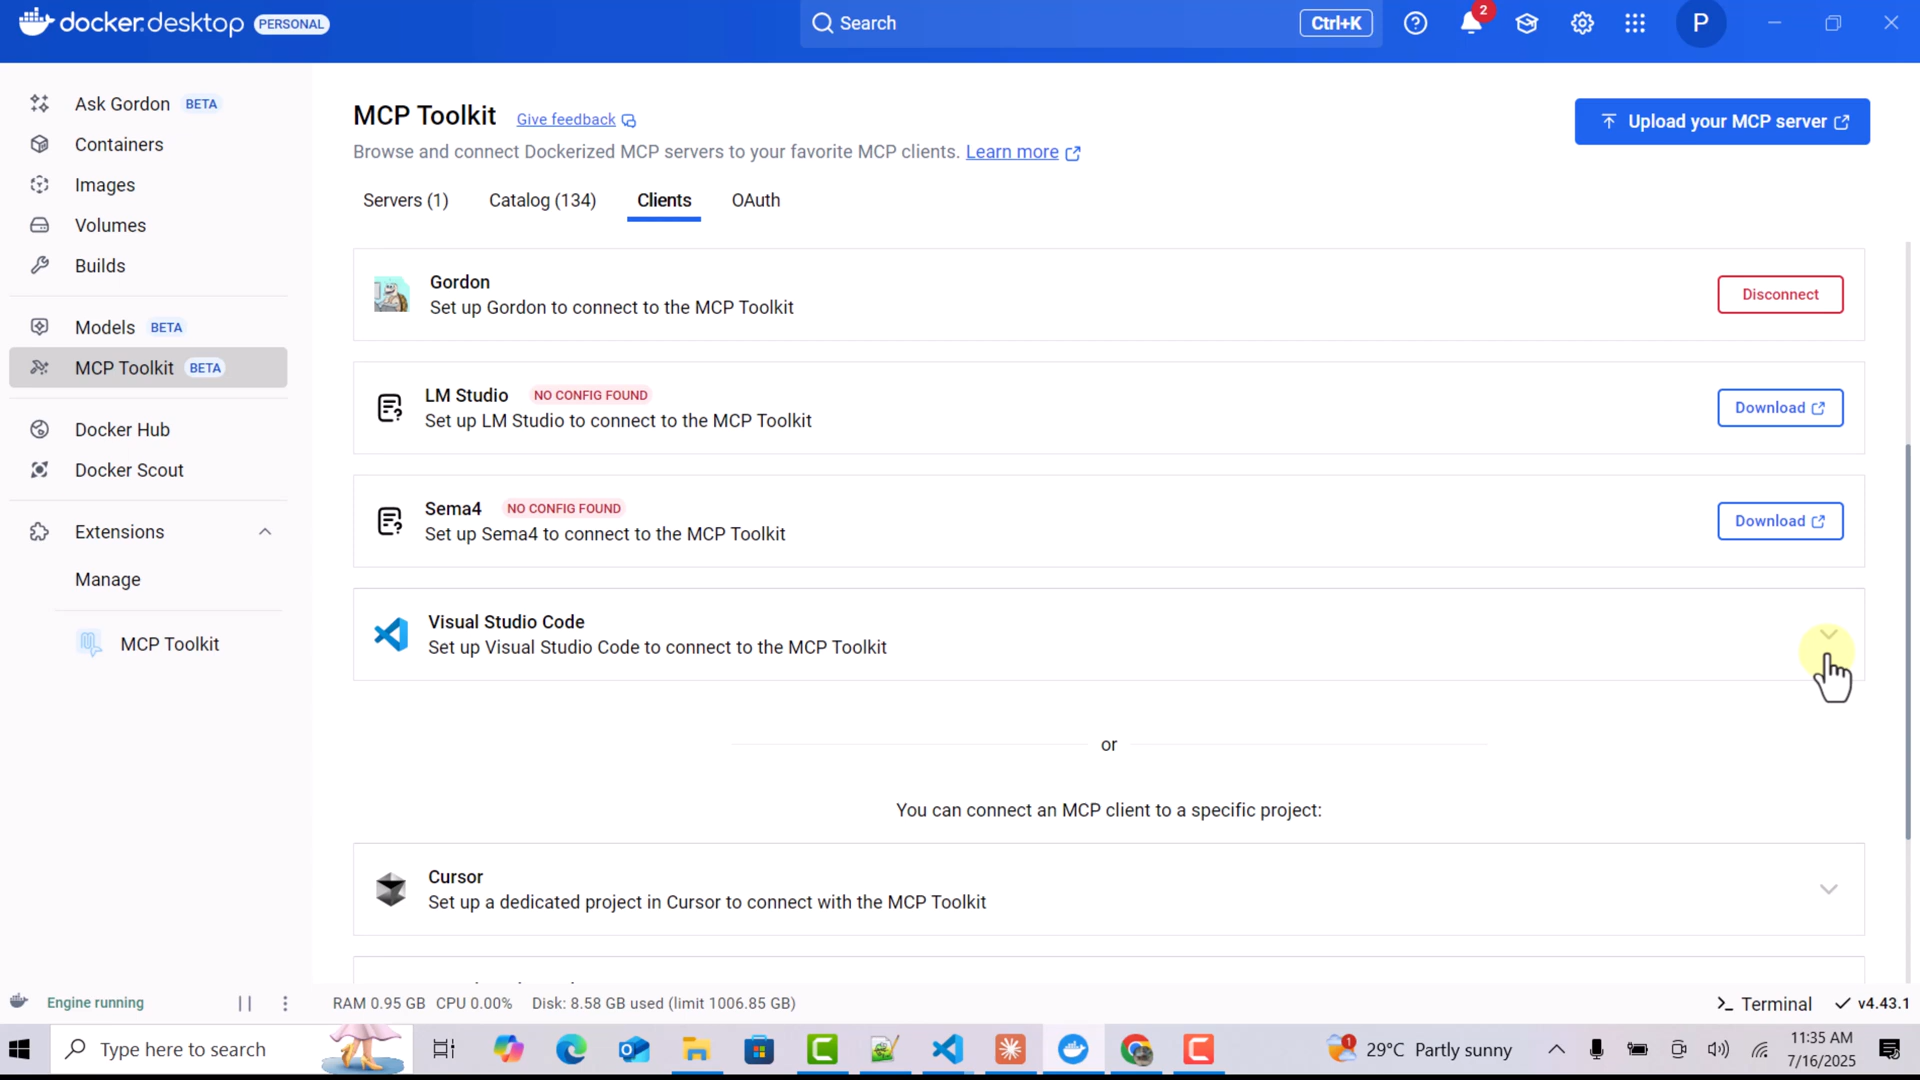 docker.desktop PERSONAL
Search
Ctrl+K
2
P
Ask Gordon BETA
Containers
Images
Volumes
Builds
Models BETA
MCP Toolkit BETA
Docker Hub
Docker Scout
Extensions
Manage
MCP Toolkit
MCP Toolkit Give feedback
Upload your MCP server
Browse and connect Dockerized MCP servers to your favorite MCP clients. Learn more
Servers (1) Catalog (134) Clients OAuth
Gordon
Set up Gordon to connect to the MCP Toolkit
Disconnect
LM Studio NO CONFIG FOUND
Set up LM Studio to connect to the MCP Toolkit
Download
Sema4 NO CONFIG FOUND
Set up Sema4 to connect to the MCP Toolkit
Download
Visual Studio Code
Set up Visual Studio Code to connect to the MCP Toolkit
or
You can connect an MCP client to a specific project:
Cursor
Set up a dedicated project in Cursor to connect with the MCP Toolkit
Engine running
RAM 0.95 GB CPU 0.00% Disk: 8.58 GB used (limit 1006.85 GB)
Terminal
v4.43.1
Type here to search
1
29°C Partly sunny
11:35 AM
7/16/2025